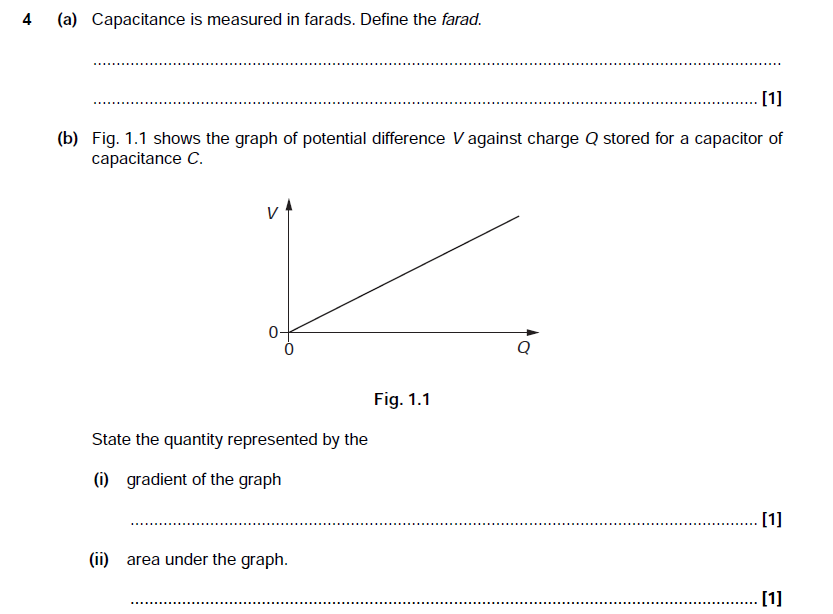 4 (a) Capacitance is measured in farads. Define the farad.
.......................................................................................................................................................
................................................................................................................................................. [1]
(b) Fig. 1.1 shows the graph of potential difference V against charge Q stored for a capacitor of
capacitance C.
V
0
0
Q
Fig. 1.1
State the quantity represented by the
(i) gradient of the graph
......................................................................................................................................... [1]
(ii) area under the graph.
......................................................................................................................................... [1]